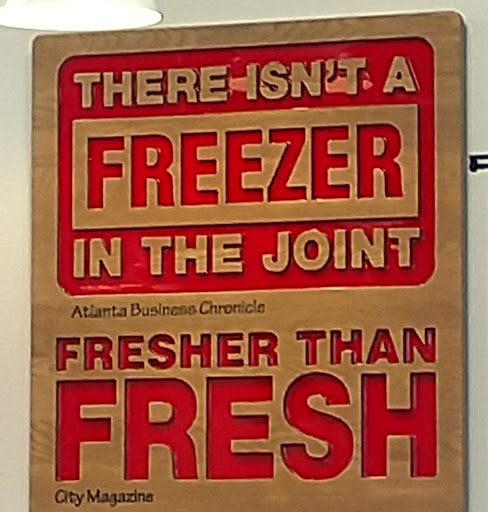 THERE ISN'T A
FREEZER
IN THE JOINT
Atlanta Business Chronicle
FRESHER THAN
FRESH
City Magazine